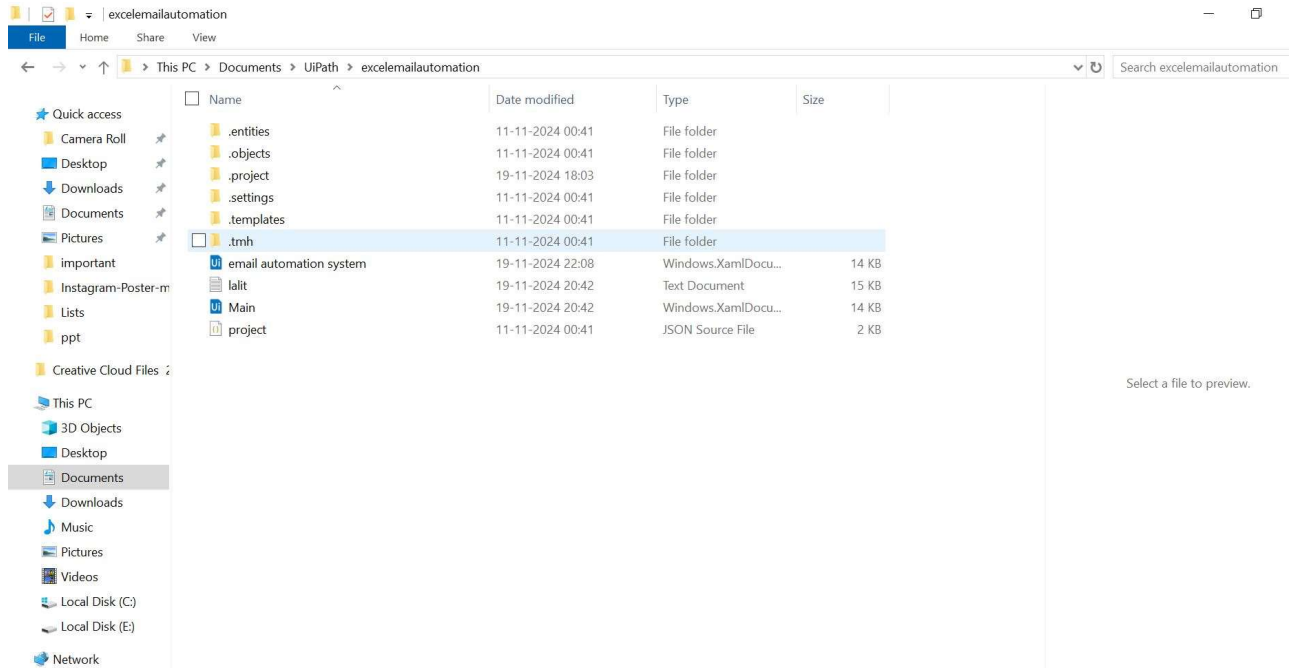 excelemailautomation
File Home Share View
This PC > Documents > UiPath > excelemailautomation
Search excelemailautomation
Name Date modified Type Size
Quick access
Camera Roll
Desktop
Downloads
Documents
Pictures
important
Instagram-Poster-m
Lists
ppt
Creative Cloud Files
This PC
3D Objects
Desktop
Documents
Downloads
Music
Pictures
Videos
Local Disk (C:)
Local Disk (E:)
Network
.entities 11-11-2024 00:41 File folder
.objects 11-11-2024 00:41 File folder
.project 19-11-2024 18:03 File folder
.settings 11-11-2024 00:41 File folder
.templates 11-11-2024 00:41 File folder
.tmh 11-11-2024 00:41 File folder
Ui email automation system 19-11-2024 22:08 Windows.XamlDocu... 14 KB
lalit 19-11-2024 20:42 Text Document 15 KB
Ui Main 19-11-2024 20:42 Windows.XamlDocu... 14 KB
project 11-11-2024 00:41 JSON Source File 2 KB
Select a file to preview.